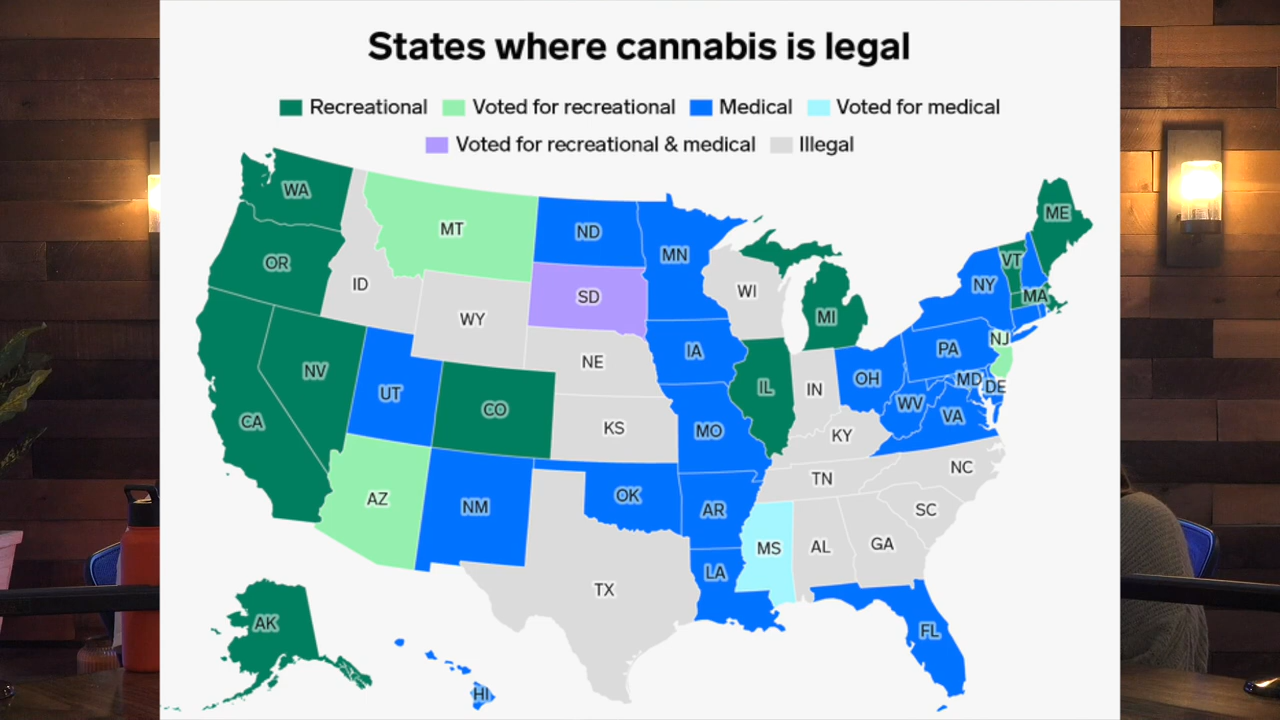 States where cannabis is legal
Recreational Voted for recreational Medical Voted for medical
Voted for recreational & medical Illegal
WA
MT
ND
MN
ME
OR
ID
SD
WI
VT
NY
MA
WY
MI
NV
UT
NE
IA
NJ
PA
CO
IL
IN
OH
MD
DE
CA
KS
MO
WV
VA
KY
AZ
NM
OK
TN
NC
AR
SC
TX
MS
AL
GA
LA
AK
FL
HI